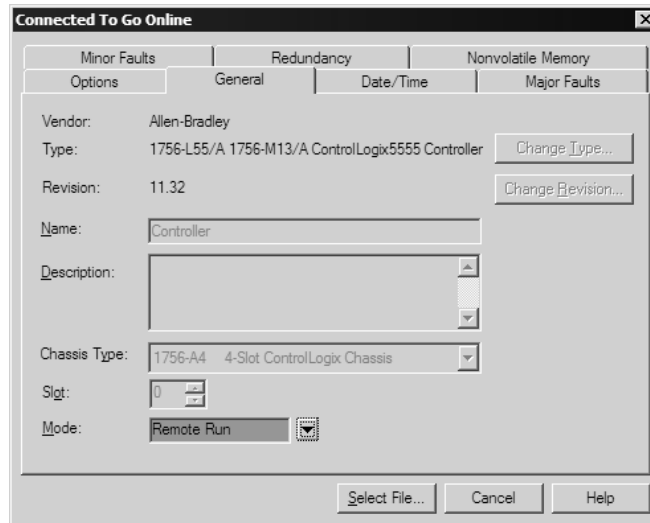 Connected To Go Online
Minor Faults Redundancy Nonvolatile Memory
Options General Date/Time Major Faults
Vendor: Allen-Bradley
Type: 1756-L55/A 1756-M13/A ControlLogix5555 Controller Change Type...
Revision: 11.32 Change Revision...
Name: Controller
Description:
Chassis Type: 1756-A4 4-Slot ControlLogix Chassis
Slot: 0
Mode: Remote Run
Select File... Cancel Help